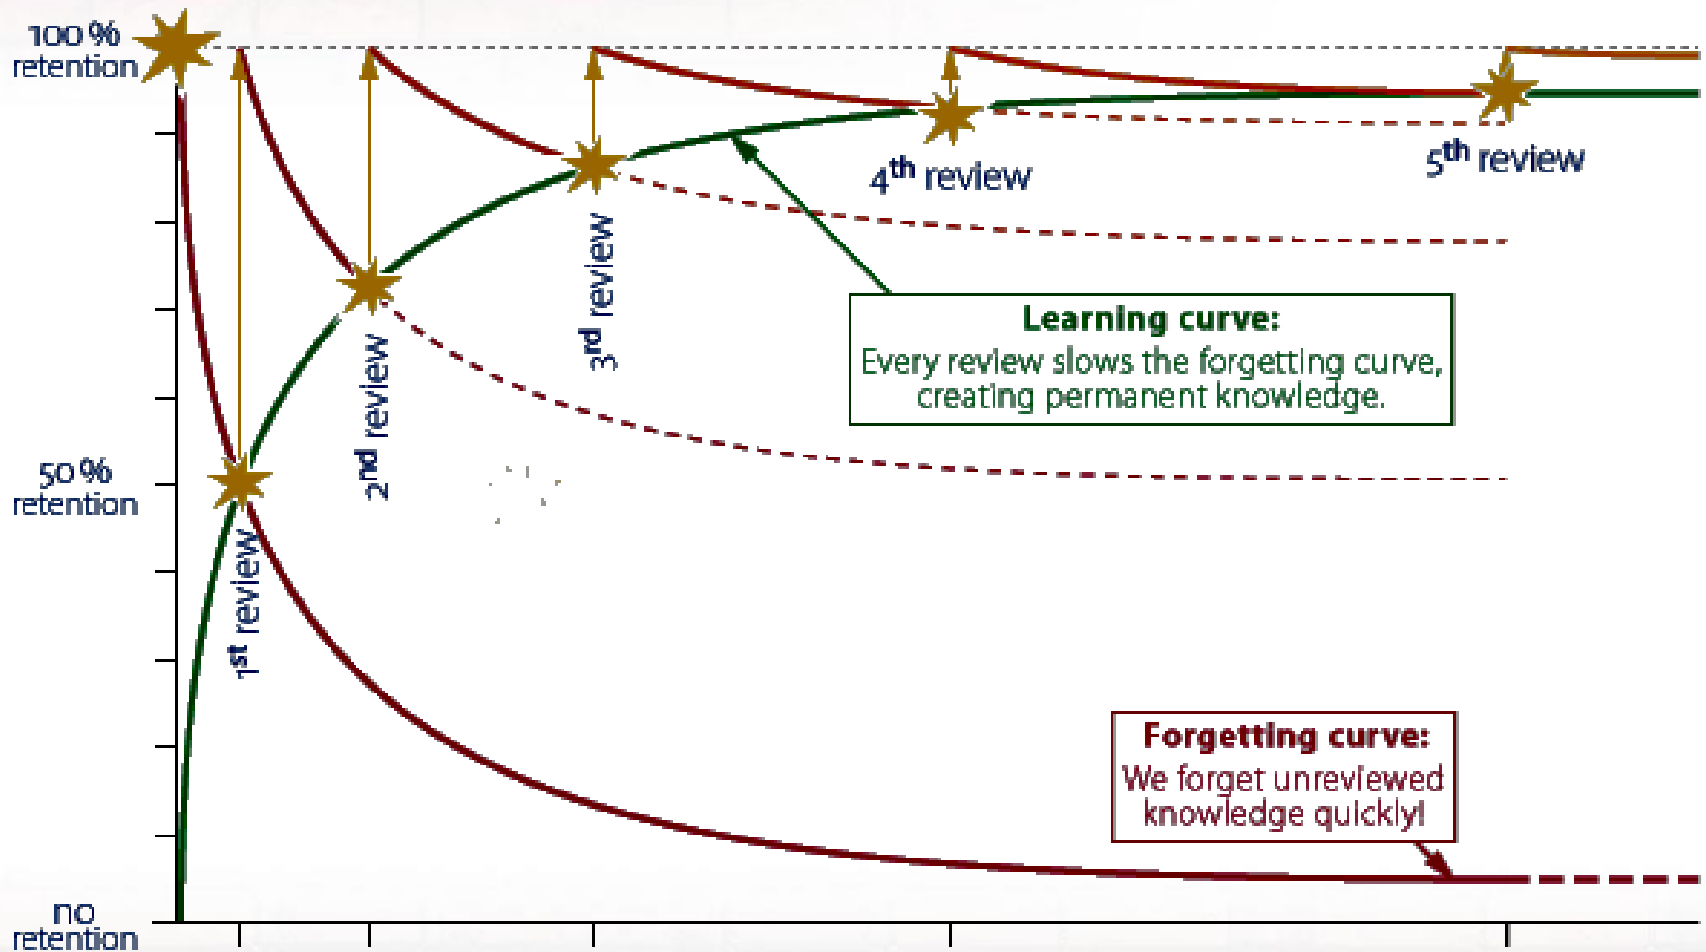 100 %
retention
50 %
retention
no
retention
1st review
2nd review
3rd review
4th review
5th review
Learning curve:
Every review slows the forgetting curve,
creating permanent knowledge.
Forgetting curve:
We forget unreviewed
knowledge quickly!